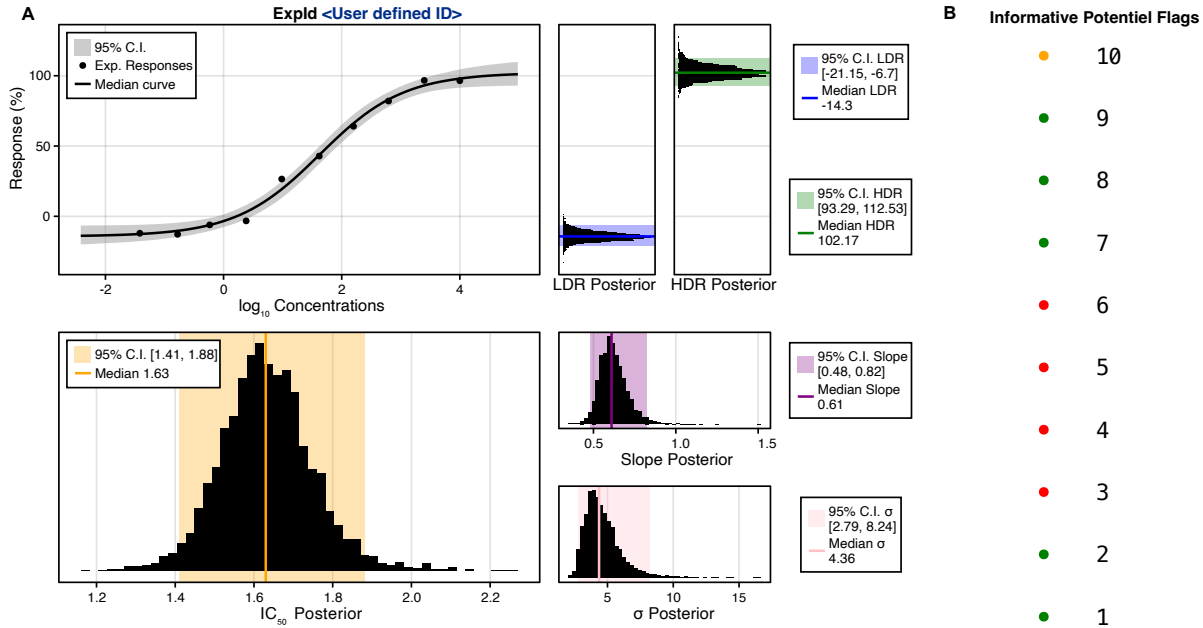 A
ExpId <User defined ID>
95% C.I.
Exp. Responses
Median curve
Response (%)
100
50
0
-2
0
2
4
log₁₀ Concentrations
LDR Posterior
HDR Posterior
95% C.I. LDR
[-21.15, -6.7]
Median LDR
-14.3
95% C.I. HDR
[93.29, 112.53]
Median HDR
102.17
95% C.I. [1.41, 1.88]
Median 1.63
1.2
1.4
1.6
1.8
2.0
2.2
IC₅₀ Posterior
0.5
1.0
1.5
Slope Posterior
95% C.I. Slope
[0.48, 0.82]
Median Slope
0.61
5
10
15
σ Posterior
95% C.I. σ
[2.79, 8.24]
Median σ
4.36
B
Informative Potentiel Flags
10
9
8
7
6
5
4
3
2
1